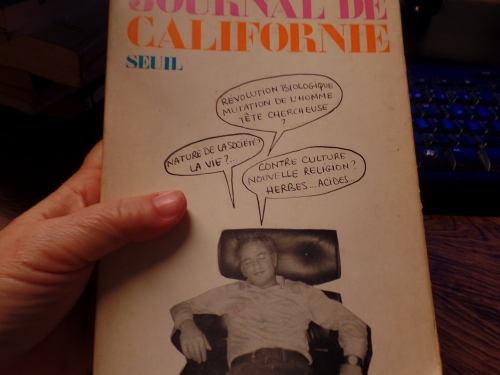 JOURNAL DE
CALIFORNIE
SEUIL
RÉVOLUTION BIOLOGIQUE
MUTATION DE L'HOMME
TÊTE CHERCHEUSE
?
NATURE DE LA SOCIÉTÉ?
LA VIE?...
CONTRE CULTURE
NOUVELLE RELIGION?
HERBES....ACIDES...